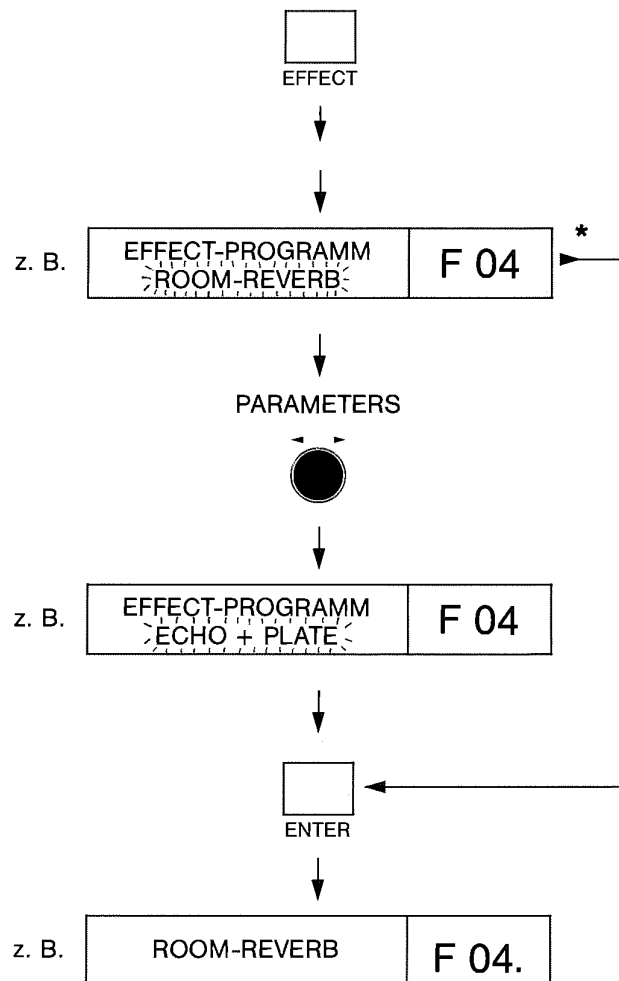 EFFECT
*
z. B. EFFECT-PROGRAMM F 04
ROOM-REVERB
PARAMETERS
z. B. EFFECT-PROGRAMM F 04
ECHO + PLATE
ENTER
z. B. ROOM-REVERB F 04.